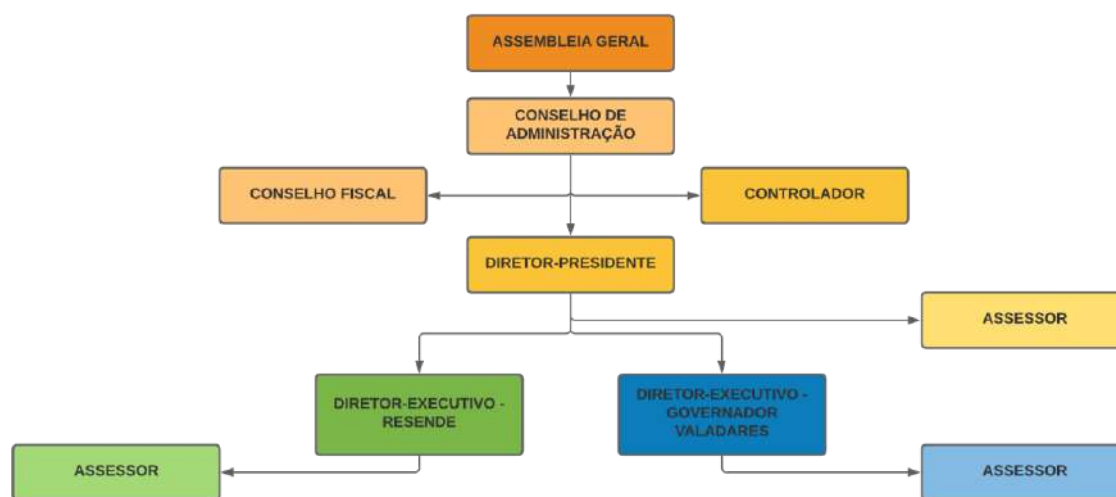 ASSEMBLEIA GERAL
CONSELHO DE
ADMINISTRAÇÃO
CONSELHO FISCAL
CONTROLADOR
DIRETOR-PRESIDENTE
ASSESSOR
DIRETOR-EXECUTIVO -
RESENDE
DIRETOR-EXECUTIVO -
GOVERNADOR
VALADARES
ASSESSOR
ASSESSOR